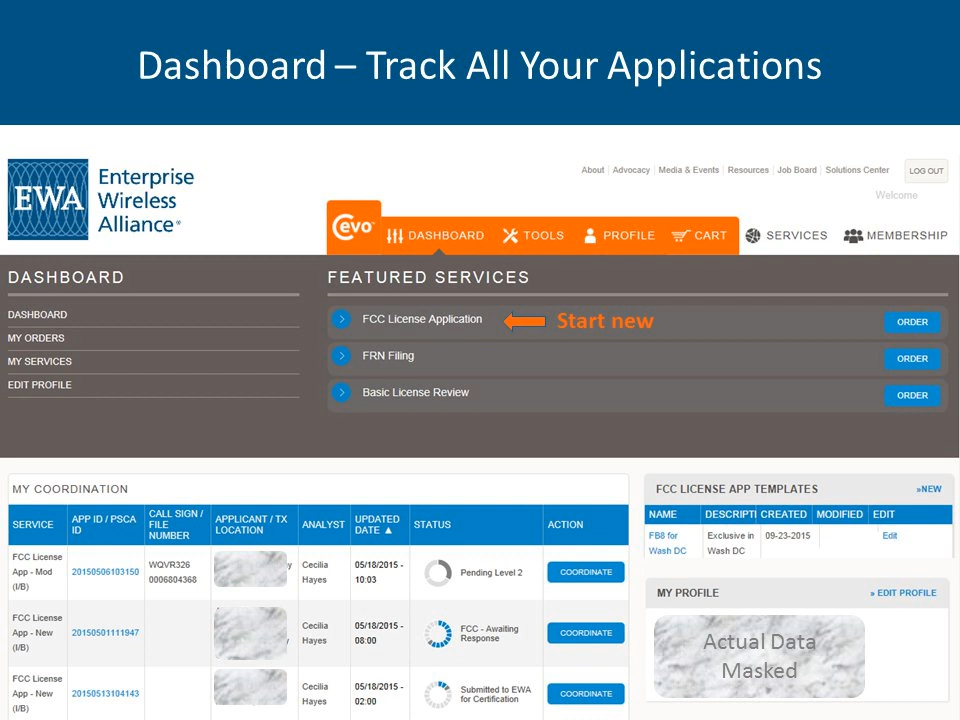 Dashboard – Track All Your Applications
EWA
Enterprise
Wireless
Alliance®
About | Advocacy | Media & Events | Resources | Job Board | Solutions Center
LOG OUT
Welcome
evo
DASHBOARD
TOOLS
PROFILE
CART
SERVICES
MEMBERSHIP
DASHBOARD
DASHBOARD
MY ORDERS
MY SERVICES
EDIT PROFILE
FEATURED SERVICES
FCC License Application
Start new
ORDER
FRN Filing
ORDER
Basic License Review
ORDER
MY COORDINATION
SERVICE
APP ID / PSCA
ID
CALL SIGN /
FILE
NUMBER
APPLICANT / TX
LOCATION
ANALYST
UPDATED
DATE ▲
STATUS
ACTION
FCC License
App - Mod
(I/B)
20150506103150
WQVR326
0006804368
y
Cecilia
Hayes
05/18/2015 -
10:03
Pending Level 2
COORDINATE
FCC License
App - New
(I/B)
20150501111947
Cecilia
Hayes
05/18/2015 -
08:00
FCC - Awaiting
Response
COORDINATE
FCC License
App - New
(I/B)
20150513104143
Cecilia
Hayes
05/18/2015 -
02:00
Submitted to EWA
for Certification
COORDINATE
FCC LICENSE APP TEMPLATES
»NEW
NAME
DESCRIPTI
CREATED
MODIFIED
EDIT
FB8 for
Wash DC
Exclusive in
Wash DC
09-23-2015
Edit
MY PROFILE
» EDIT PROFILE
Actual Data
Masked